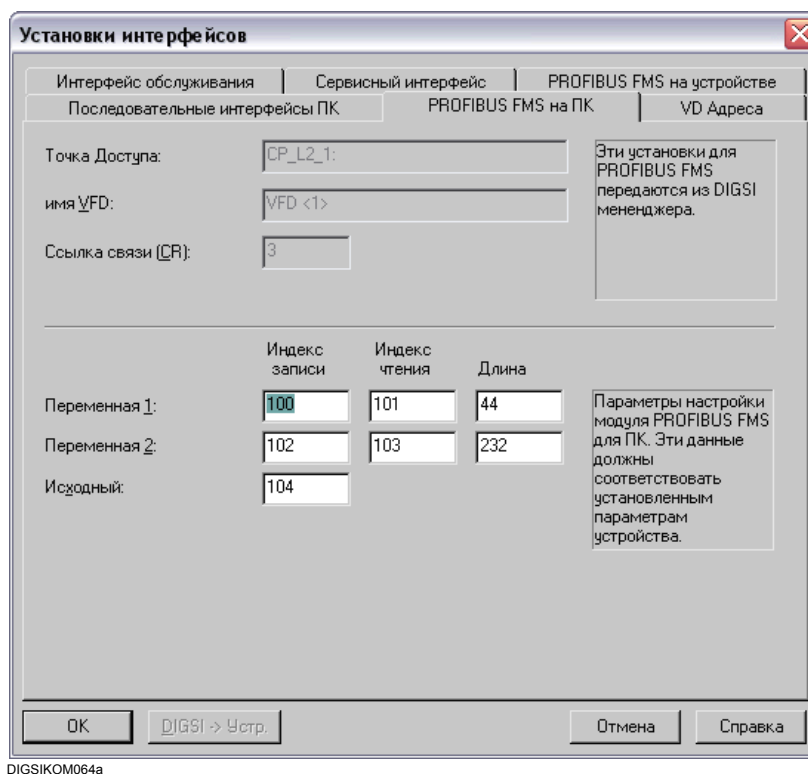 Установки интерфейсов
Интерфейс обслуживания
Сервисный интерфейс
PROFIBUS FMS на устройстве
Последовательные интерфейсы ПК
PROFIBUS FMS на ПК
VD Адреса
Точка Доступа:
CP_L2_1:
имя VFD:
VFD <1>
Ссылка связи (CR):
3
Эти установки для
PROFIBUS FMS
передаются из DIGSI
мененджера.
Индекс
записи
Индекс
чтения
Длина
Переменная 1:
100
101
44
Переменная 2:
102
103
232
Исходный:
104
Параметры настройки
модуля PROFIBUS FMS
для ПК. Эти данные
должны
соответствовать
установленным
параметрам
устройства.
OK
DIGSI -> Устр.
Отмена
Справка
DIGSIKOM064a